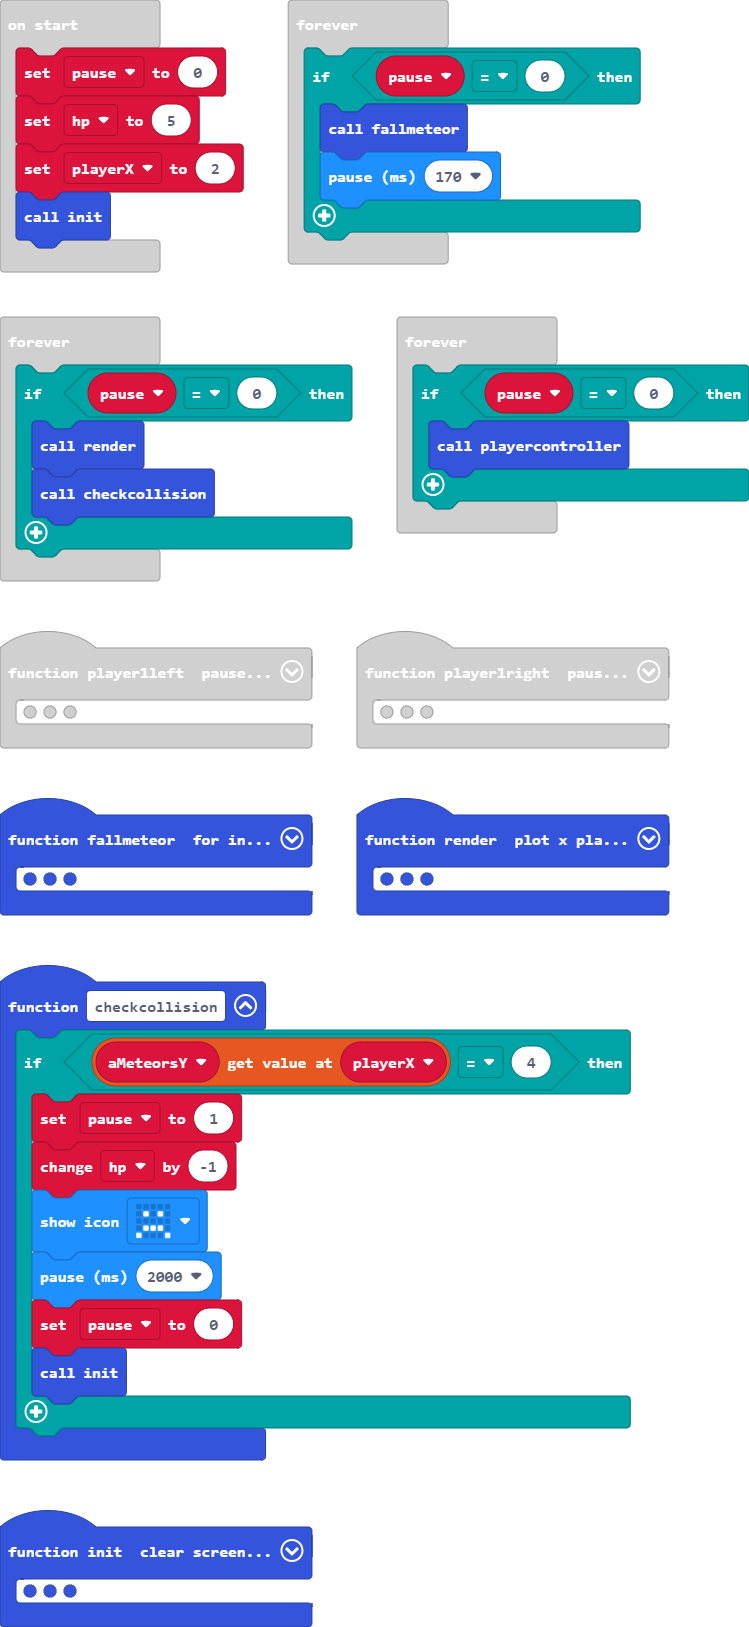 on start
set pause to 0
set hp to 5
set playerX to 2
call init
forever
if pause = 0 then
call fallmeteor
pause (ms) 170
forever
if pause = 0 then
call render
call checkcollision
forever
if pause = 0 then
call playercontroller
function player1left pause...
function player1right paus...
function fallmeteor for in...
function render plot x pla...
function checkcollision
if aMeteorsY get value at playerX = 4 then
set pause to 1
change hp by -1
show icon
pause (ms) 2000
set pause to 0
call init
function init clear screen...